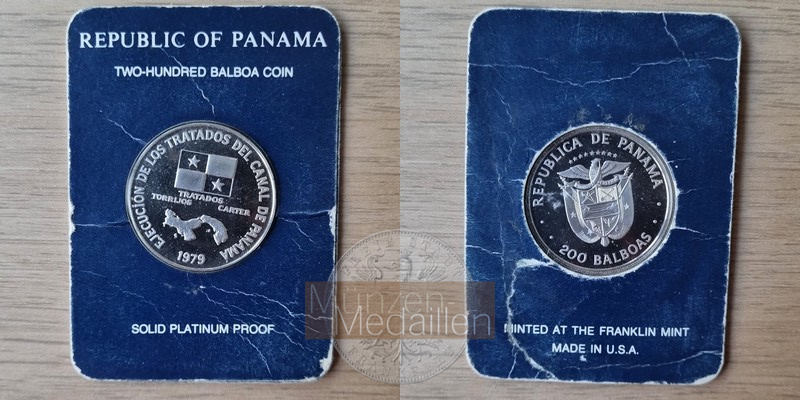 REPUBLIC OF PANAMA
TWO-HUNDRED BALBOA COIN
EJECUCIÓN DE LOS TRATADOS DEL CANAL DE PANAMA
TRATADOS
TORRIJOS
CARTER
1979
SOLID PLATINUM PROOF
REPUBLICA DE PANAMA
200 BALBOAS
MINTED AT THE FRANKLIN MINT
MADE IN U.S.A.
Münzen-
Medaillen